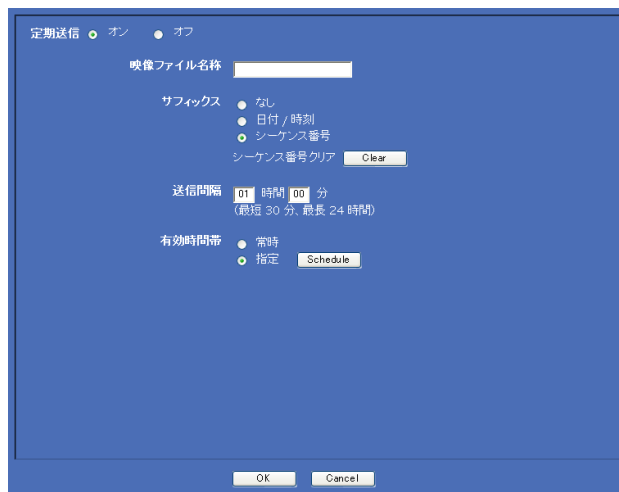 定期送信 オン オフ
映像ファイル名称
サフィックス なし
日付 / 時刻
シーケンス番号
シーケンス番号クリア Clear
送信間隔 01 時間 00 分
(最短 30 分、最長 24 時間)
有効時間帯 常時
指定 Schedule
OK Cancel